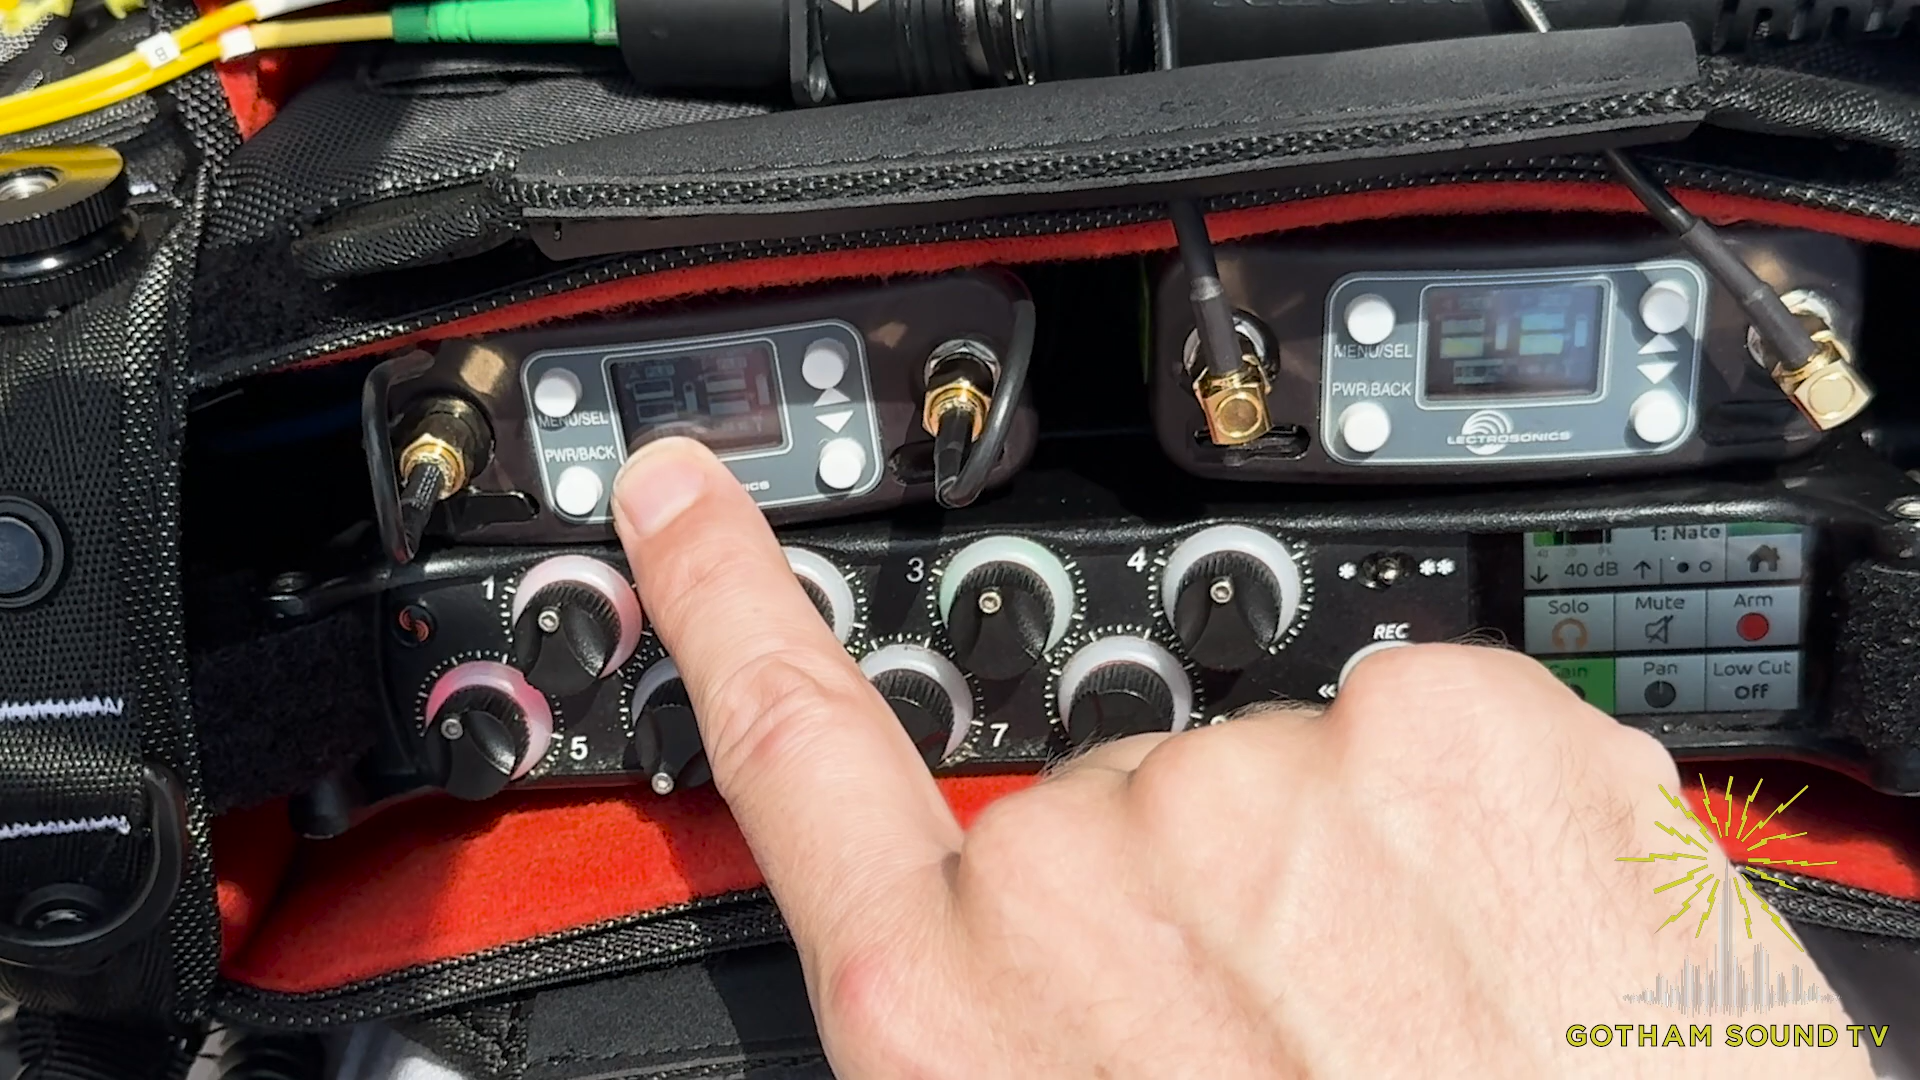 B
MENU/SEL
PWR/BACK
MENU/SEL
PWR/BACK
LECTROSONICS
1
3
4
* **
REC
5
7
1: Nate
40 dB
Solo
Mute
Arm
Gain
Pan
Low Cut
Off
GOTHAM SOUND TV